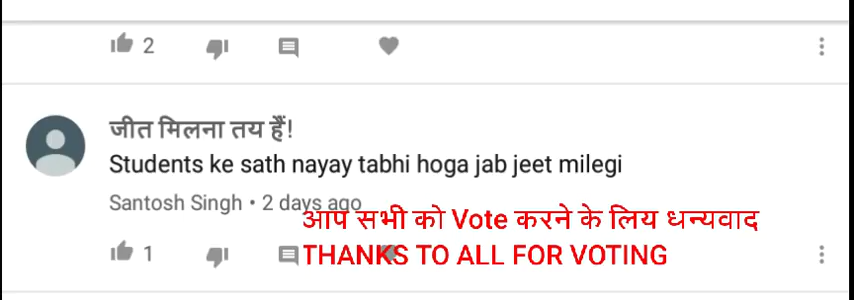 2
जीत मिलना तय हैं!
Students ke sath nayay tabhi hoga jab jeet milegi
Santosh Singh • 2 days ago
आप सभी को Vote करने के लिय धन्यवाद
1
THANKS TO ALL FOR VOTING